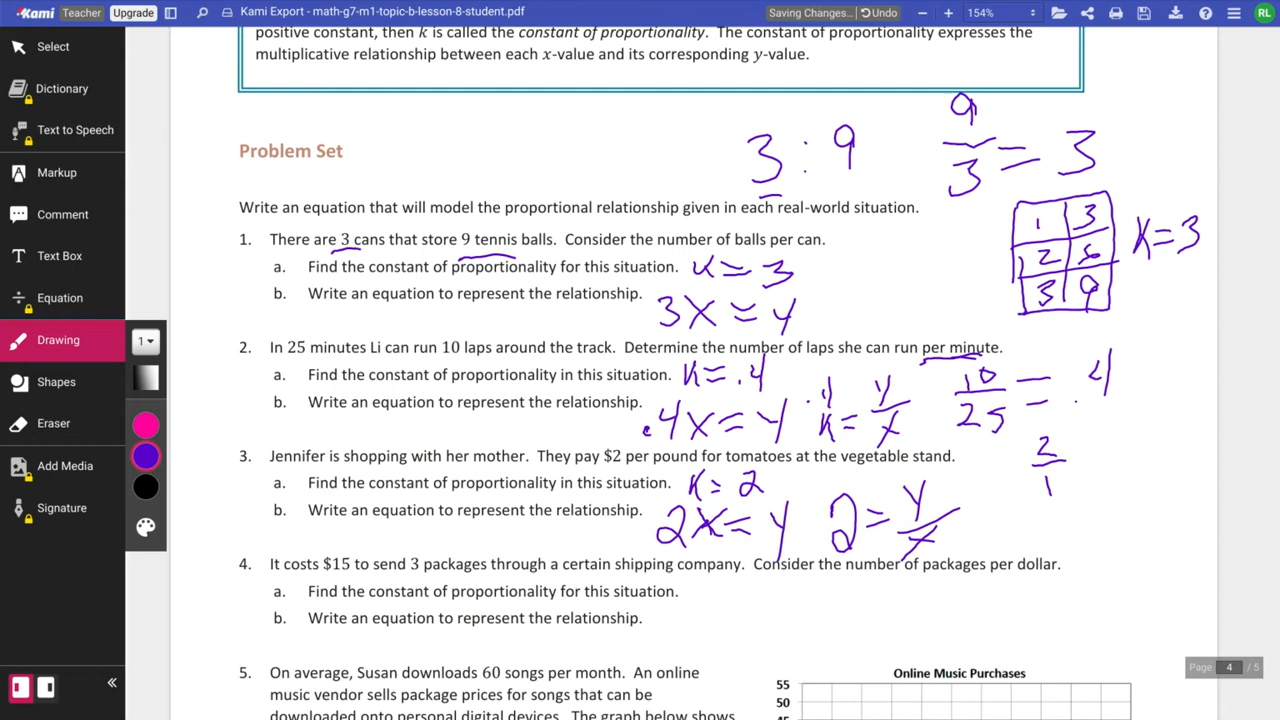 Kami Teacher Upgrade Kami Export - math-g7-m1-topic-b-lesson-8-student.pdf Saving Changes... Undo 154% RL
Select
Dictionary
Text to Speech
Markup
Comment
Text Box
Equation
Drawing
1
Shapes
Eraser
Add Media
Signature
positive constant, then k is called the constant of proportionality. The constant of proportionality expresses the
multiplicative relationship between each x-value and its corresponding y-value.
3 : 9
9/3 = 3
Problem Set
Write an equation that will model the proportional relationship given in each real-world situation.
1 3
2 6
3 9
K = 3
1. There are 3 cans that store 9 tennis balls. Consider the number of balls per can.
a. Find the constant of proportionality for this situation. K = 3
b. Write an equation to represent the relationship. 3X = y
2. In 25 minutes Li can run 10 laps around the track. Determine the number of laps she can run per minute.
a. Find the constant of proportionality in this situation. K = .4
b. Write an equation to represent the relationship. .4X = y
.4
K = y/x
10/25 = .4
2/1
3. Jennifer is shopping with her mother. They pay $2 per pound for tomatoes at the vegetable stand.
a. Find the constant of proportionality in this situation. K = 2
b. Write an equation to represent the relationship. 2x = y 2 = y/x
4. It costs $15 to send 3 packages through a certain shipping company. Consider the number of packages per dollar.
a. Find the constant of proportionality for this situation.
b. Write an equation to represent the relationship.
5. On average, Susan downloads 60 songs per month. An online
music vendor sells package prices for songs that can be
downloaded onto personal digital devices. The graph below shows
Online Music Purchases
55
50
Page 4 / 5